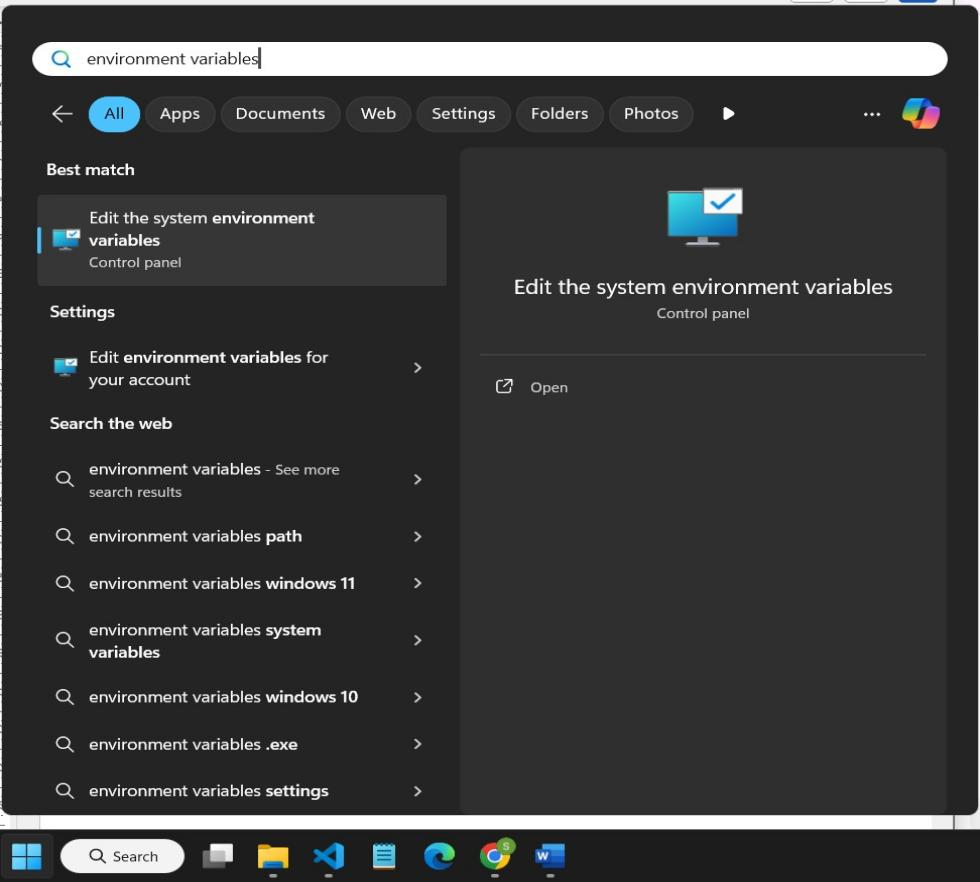 environment variables
All Apps Documents Web Settings Folders Photos
Best match
Edit the system environment
variables
Control panel
Settings
Edit environment variables for
your account
Search the web
environment variables - See more
search results
environment variables path
environment variables windows 11
environment variables system
variables
environment variables windows 10
environment variables .exe
environment variables settings
Edit the system environment variables
Control panel
Open
Search
S
W